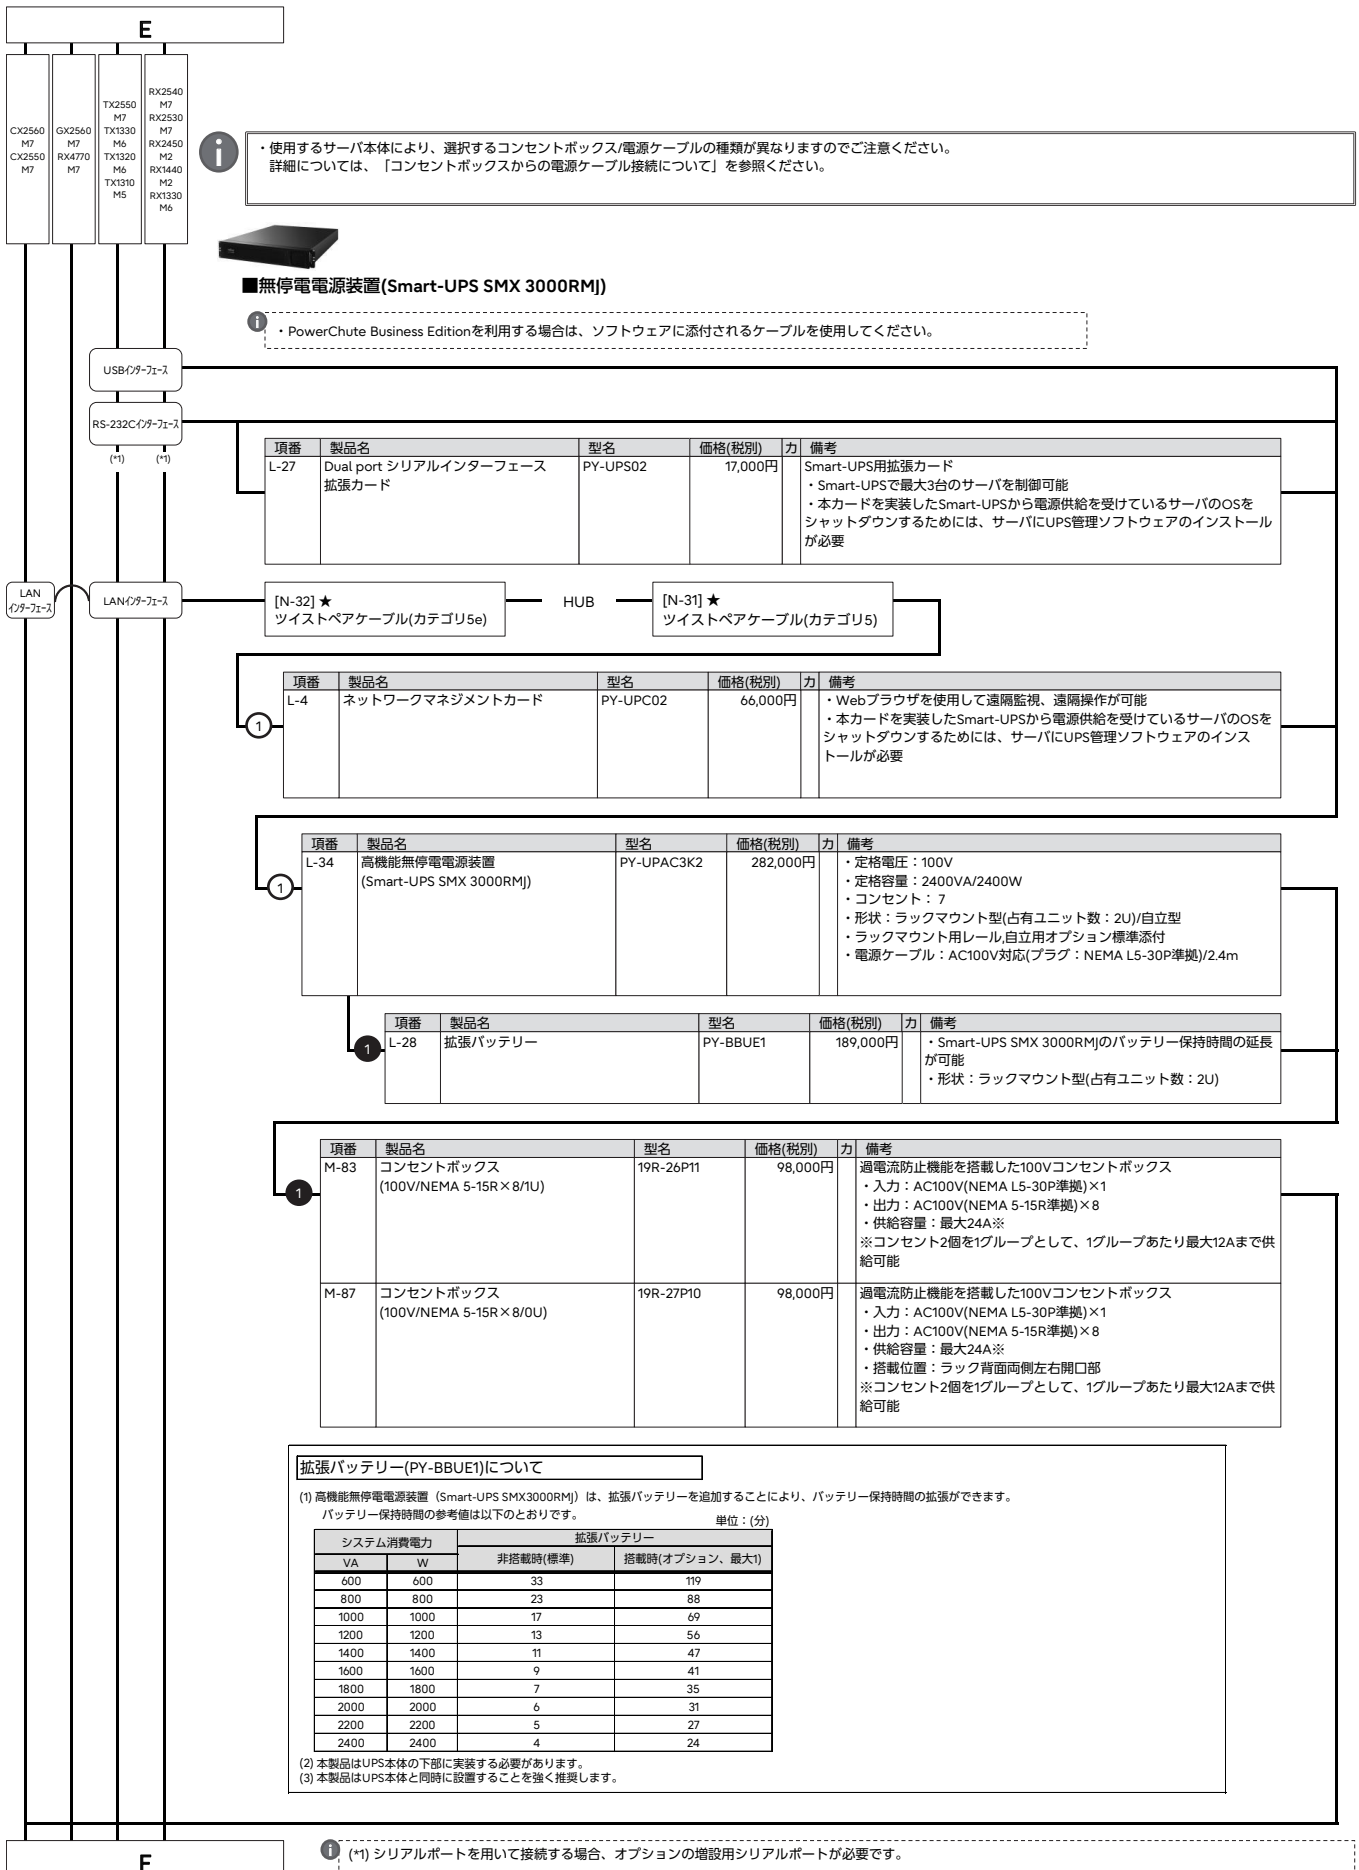 E
CX2560
M7
CX2550
M7
GX2560
M7
RX4770
M7
TX2550
M7
TX1330
M6
TX1320
M6
TX1310
M5
RX2540
M7
RX2530
M7
RX2450
M2
RX1440
M2
RX1330
M6
・使用するサーバ本体により、選択するコンセントボックス/電源ケーブルの種類が異なりますのでご注意ください。
詳細については、「コンセントボックスからの電源ケーブル接続について」を参照ください。
■無停電電源装置(Smart-UPS SMX 3000RMJ)
・PowerChute Business Editionを利用する場合は、ソフトウェアに添付されるケーブルを使用してください。
USBインターフェース
RS-232Cインターフェース
(*1) (*1)
項番 製品名 型名 価格(税別) カ 備考
L-27 Dual port シリアルインターフェース PY-UPS02 17,000円 Smart-UPS用拡張カード
拡張カード ・Smart-UPSで最大3台のサーバを制御可能
・本カードを実装したSmart-UPSから電源供給を受けているサーバのOSを
シャットダウンするためには、サーバにUPS管理ソフトウェアのインストール
が必要
LAN
インターフェース
LANインターフェース
[N-32] ★
ツイストペアケーブル(カテゴリ5e)
HUB
[N-31] ★
ツイストペアケーブル(カテゴリ5)
項番 製品名 型名 価格(税別) カ 備考
1 L-4 ネットワークマネジメントカード PY-UPC02 66,000円 ・Webブラウザを使用して遠隔監視、遠隔操作が可能
・本カードを実装したSmart-UPSから電源供給を受けているサーバのOSを
シャットダウンするためには、サーバにUPS管理ソフトウェアのインス
トールが必要
項番 製品名 型名 価格(税別) カ 備考
1 L-34 高機能無停電電源装置 PY-UPAC3K2 282,000円 ・定格電圧：100V
(Smart-UPS SMX 3000RMJ) ・定格容量：2400VA/2400W
・コンセント： 7
・形状：ラックマウント型(占有ユニット数：2U)/自立型
・ラックマウント用レール,自立用オプション標準添付
・電源ケーブル：AC100V対応(プラグ：NEMA L5-30P準拠)/2.4m
項番 製品名 型名 価格(税別) カ 備考
1 L-28 拡張バッテリー PY-BBUE1 189,000円 ・Smart-UPS SMX 3000RMJのバッテリー保持時間の延長
が可能
・形状：ラックマウント型(占有ユニット数：2U)
項番 製品名 型名 価格(税別) カ 備考
1 M-83 コンセントボックス 19R-26P11 98,000円 過電流防止機能を搭載した100Vコンセントボックス
(100V/NEMA 5-15R×8/1U) ・入力：AC100V(NEMA L5-30P準拠)×1
・出力：AC100V(NEMA 5-15R準拠)×8
・供給容量：最大24A※
※コンセント2個を1グループとして、1グループあたり最大12Aまで供
給可能
M-87 コンセントボックス 19R-27P10 98,000円 過電流防止機能を搭載した100Vコンセントボックス
(100V/NEMA 5-15R×8/0U) ・入力：AC100V(NEMA L5-30P準拠)×1
・出力：AC100V(NEMA 5-15R準拠)×8
・供給容量：最大24A※
・搭載位置：ラック背面両側左右開口部
※コンセント2個を1グループとして、1グループあたり最大12Aまで供
給可能
拡張バッテリー(PY-BBUE1)について
(1) 高機能無停電電源装置（Smart-UPS SMX3000RMJ）は、拡張バッテリーを追加することにより、バッテリー保持時間の拡張ができます。
バッテリー保持時間の参考値は以下のとおりです。
単位：(分)
システム消費電力 拡張バッテリー
VA W 非搭載時(標準) 搭載時(オプション、最大1)
600 600 33 119
800 800 23 88
1000 1000 17 69
1200 1200 13 56
1400 1400 11 47
1600 1600 9 41
1800 1800 7 35
2000 2000 6 31
2200 2200 5 27
2400 2400 4 24
(2) 本製品はUPS本体の下部に実装する必要があります。
(3) 本製品はUPS本体と同時に設置することを強く推奨します。
(*1) シリアルポートを用いて接続する場合、オプションの増設用シリアルポートが必要です。